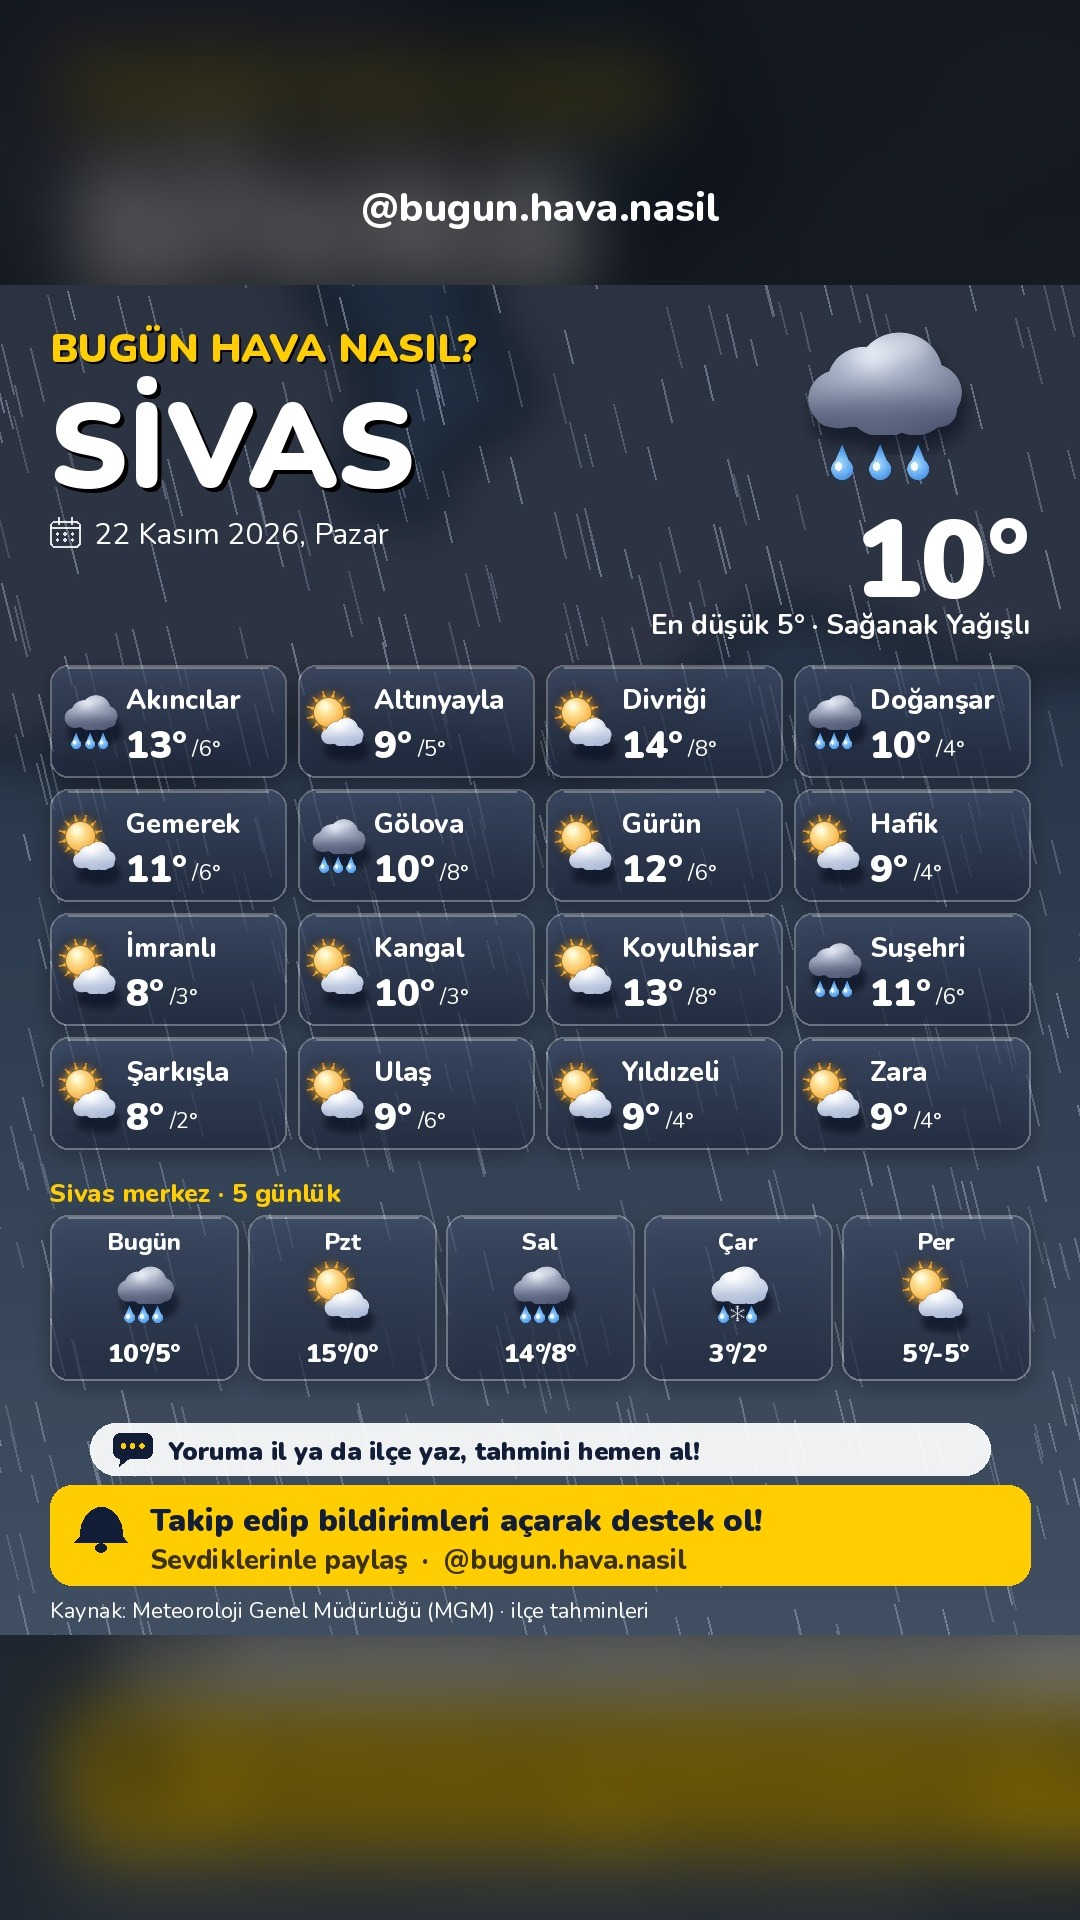 @bugun.hava.nasil
BUGÜN HAVA NASIL?
SİVAS
22 Kasım 2026, Pazar
10°
En düşük 5° · Sağanak Yağışlı
Akıncılar
13° /6°
Altınyayla
9° /5°
Divriği
14° /8°
Doğanşar
10° /4°
Gemerek
11° /6°
Gölova
10° /8°
Gürün
12° /6°
Hafik
9° /4°
İmranlı
8° /3°
Kangal
10° /3°
Koyulhisar
13° /8°
Suşehri
11° /6°
Şarkışla
8° /2°
Ulaş
9° /6°
Yıldızeli
9° /4°
Zara
9° /4°
Sivas merkez · 5 günlük
Bugün
10°/5°
Pzt
15°/0°
Sal
14°/8°
Çar
3°/2°
Per
5°/-5°
Yoruma il ya da ilçe yaz, tahmini hemen al!
Takip edip bildirimleri açarak destek ol!
Sevdiklerinle paylaş · @bugun.hava.nasil
Kaynak: Meteoroloji Genel Müdürlüğü (MGM) · ilçe tahminleri